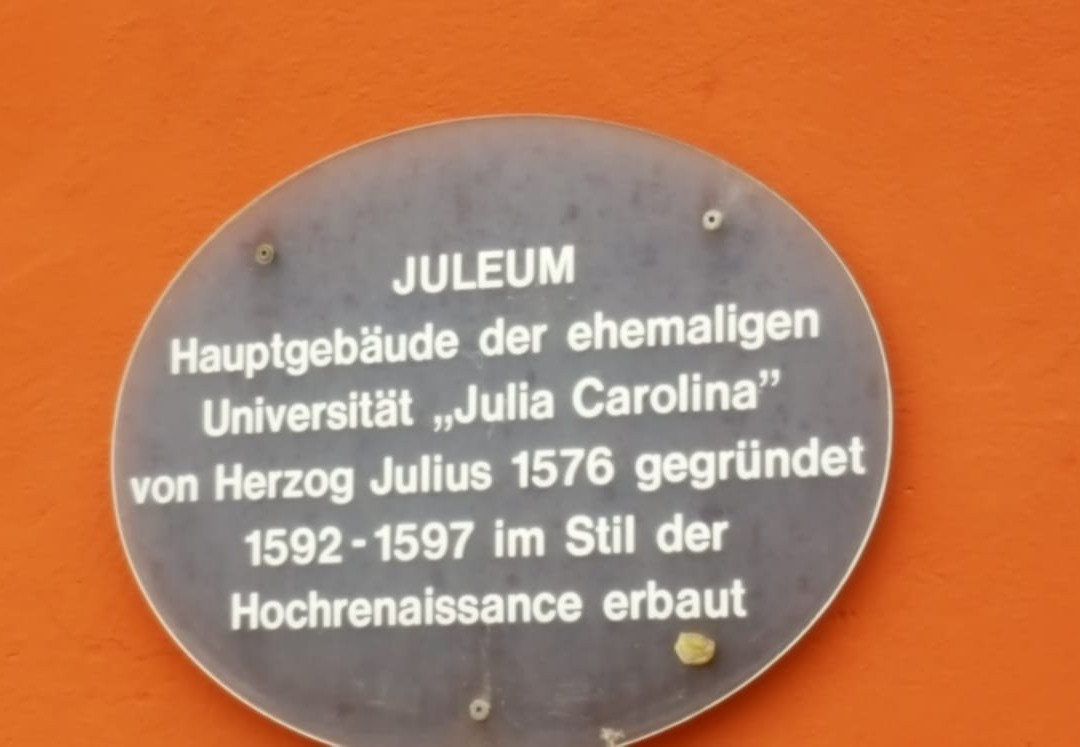 JULEUM
Hauptgebäude der ehemaligen
Universität „Julia Carolina”
von Herzog Julius 1576 gegründet
1592-1597 im Stil der
Hochrenaissance erbaut